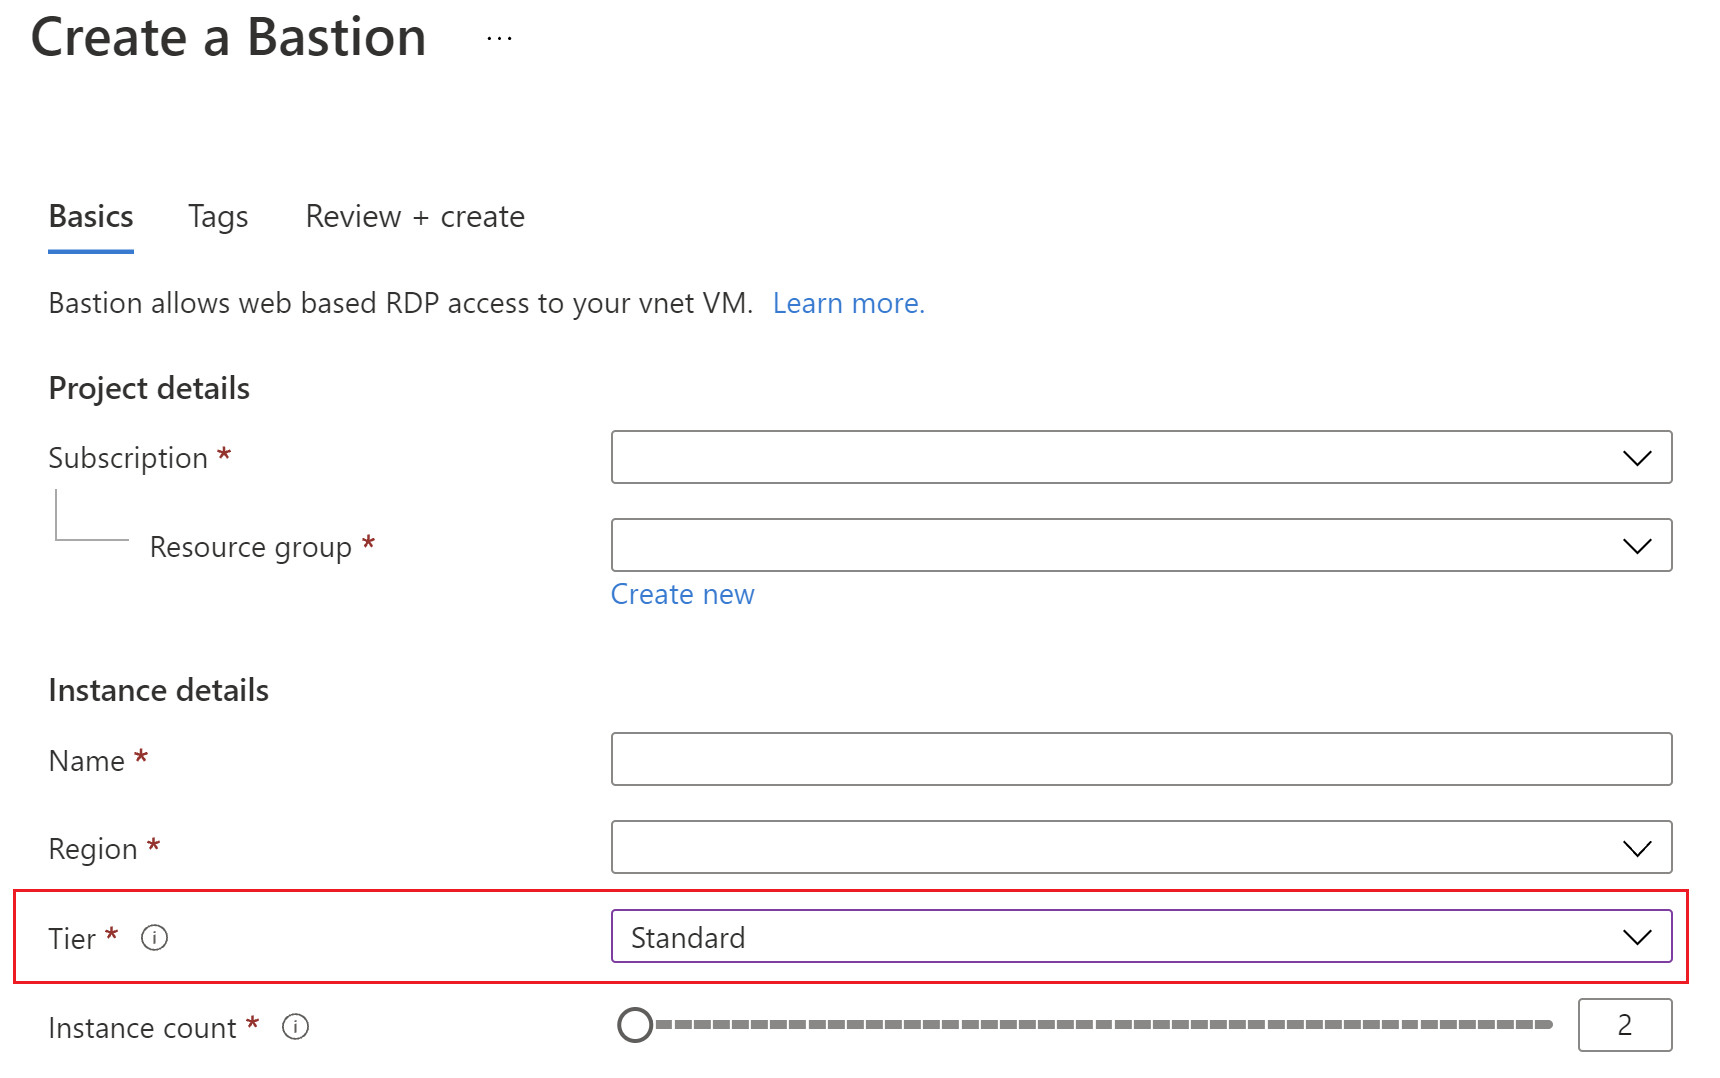 Create a Bastion ...
Basics Tags Review + create
Bastion allows web based RDP access to your vnet VM. Learn more.
Project details
Subscription *
Resource group *
Create new
Instance details
Name *
Region *
Tier * Standard
Instance count * 2